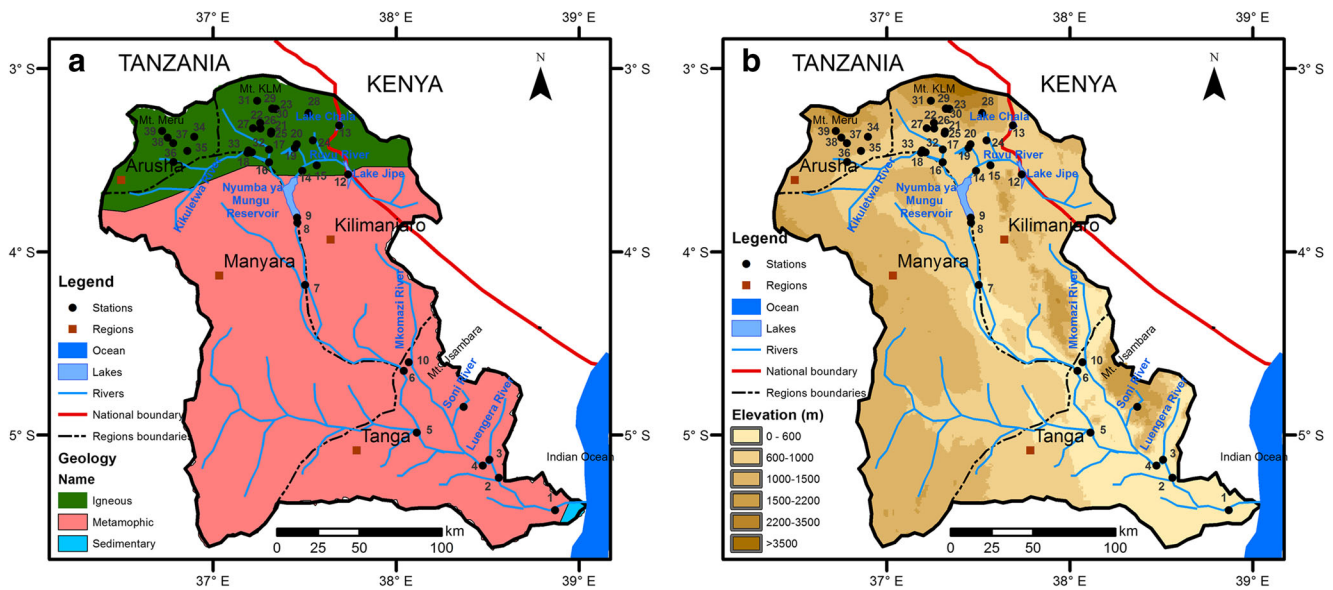 37° E
38° E
39° E
37° E
38° E
39° E
3° S
4° S
5° S
a
TANZANIA
KENYA
N
Mt. KLM
31
29
23
30
28
22
26
27
21
25
Lake Chala
13
Mt. Meru
39
38
37
34
36
35
33
18
32
17
20
19
24
Ruvu River
16
14
15
12
Lake Jipe
Arusha
Kikuletwa River
Nyumba ya
Mungu
Reservoir
9
8
Kilimanjaro
Manyara
7
Mkomazi River
10
6
Mts. Usambara
Soni River
Luengera River
5
Tanga
4
3
2
1
Indian Ocean
Legend
Stations
Regions
Ocean
Lakes
Rivers
National boundary
Regions boundaries
Geology
Name
Igneous
Metamophic
Sedimentary
0 25 50 100
km
37° E
38° E
39° E
b
TANZANIA
KENYA
N
3° S
4° S
5° S
Mt. KLM
31
29
23
30
28
22
26
27
21
25
Lake Chala
13
Mt. Meru
39
38
37
34
36
35
33
18
32
17
20
19
24
Ruvu River
16
14
15
12
Lake Jipe
Arusha
Kikuletwa River
Nyumba ya
Mungu
Reservoir
9
8
Kilimanjaro
Manyara
7
Mkomazi River
10
6
Mts. Usambara
Soni River
Luengera River
5
Tanga
4
3
2
1
Indian Ocean
Legend
Stations
Regions
Ocean
Lakes
Rivers
National boundary
Regions boundaries
Elevation (m)
0 - 600
600-1000
1000-1500
1500-2200
2200-3500
>3500
0 25 50 100
km
37° E
38° E
39° E